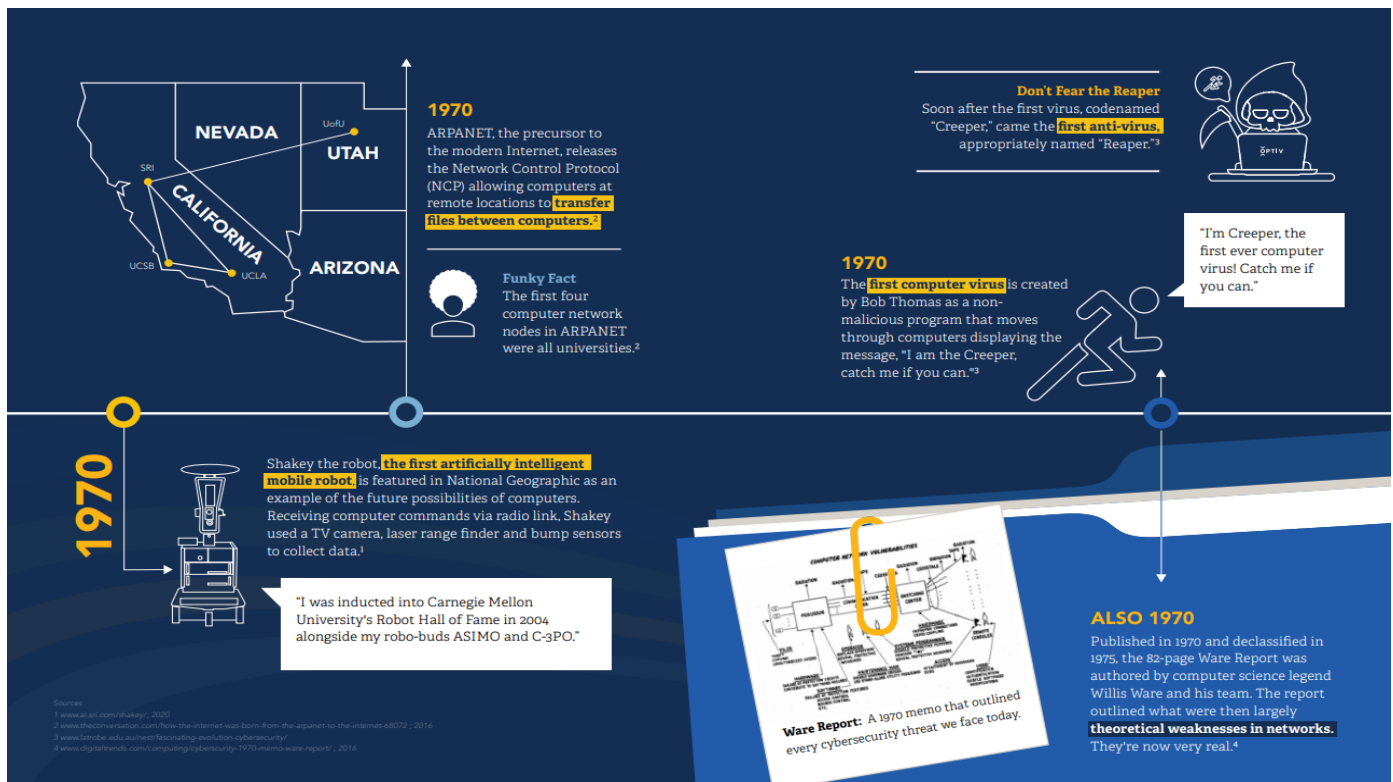 NEVADA
UofU
UTAH
SRI
CALIFORNIA
UCSB
UCLA
ARIZONA
1970
ARPANET, the precursor to
the modern Internet, releases
the Network Control Protocol
(NCP) allowing computers at
remote locations to transfer
files between computers.²
Funky Fact
The first four
computer network
nodes in ARPANET
were all universities.²
Don't Fear the Reaper
Soon after the first virus, codenamed
“Creeper,” came the first anti-virus,
appropriately named “Reaper.”³
OPTIV
1970
The first computer virus is created
by Bob Thomas as a non-
malicious program that moves
through computers displaying the
message, "I am the Creeper,
catch me if you can."³
“I’m Creeper, the
first ever computer
virus! Catch me if
you can.”
1970
Shakey the robot, the first artificially intelligent
mobile robot, is featured in National Geographic as an
example of the future possibilities of computers.
Receiving computer commands via radio link, Shakey
used a TV camera, laser range finder and bump sensors
to collect data.¹
“I was inducted into Carnegie Mellon
University's Robot Hall of Fame in 2004
alongside my robo-buds ASIMO and C-3PO.”
Sources
1 www.ai.sri.com/shakey/; 2020
2 www.theconversation.com/how-the-internet-was-born-from-the-arpanet-to-the-internet-68072 ; 2016
3 www.latrobe.edu.au/nest/fascinating-evolution-cybersecurity/
4 www.digitaltrends.com/computing/cybersecurity-1970-memo-ware-report/ ; 2016
COMPUTER NETWORK VULNERABILITIES
RADIATION
RADIATION
RADIATION
RADIATION
PROCESSOR
SWITCHING
CENTER
REMOTE
CONSOLES
FILES
HARDWARE
SOFTWARE
ACCESS
Ware Report: A 1970 memo that outlined
every cybersecurity threat we face today.
ALSO 1970
Published in 1970 and declassified in
1975, the 82-page Ware Report was
authored by computer science legend
Willis Ware and his team. The report
outlined what were then largely
theoretical weaknesses in networks.
They're now very real.⁴